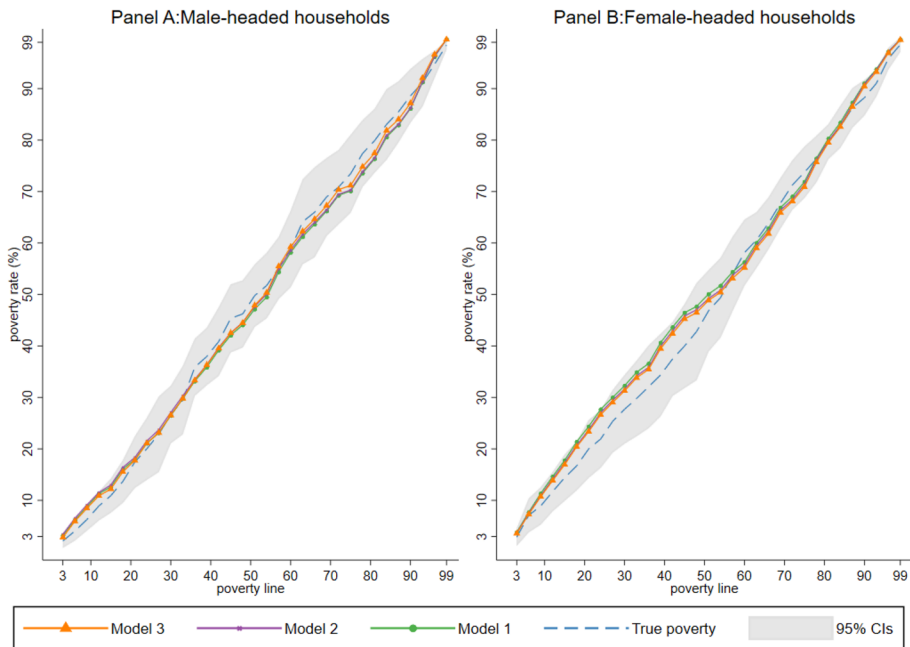 Panel A:Male-headed households
poverty rate (%)
99
90
80
70
60
50
40
30
20
10
3
3 10 20 30 40 50 60 70 80 90 99
poverty line
Panel B:Female-headed households
poverty rate (%)
99
90
80
70
60
50
40
30
20
10
3
3 10 20 30 40 50 60 70 80 90 99
poverty line
Model 3 Model 2 Model 1 True poverty 95% CIs